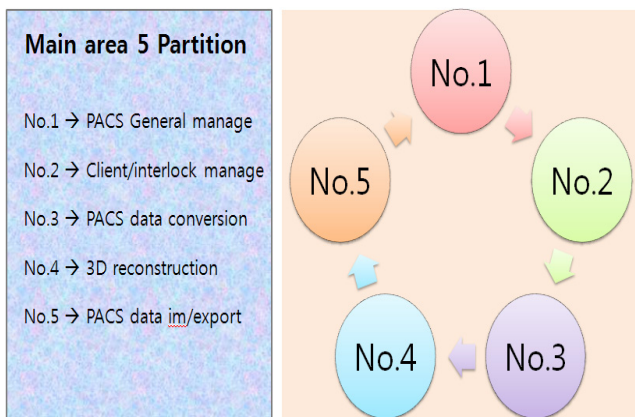 Main area 5 Partition
No.1 → PACS General manage
No.2 → Client/interlock manage
No.3 → PACS data conversion
No.4 → 3D reconstruction
No.5 → PACS data im/export
No.1
No.2
No.3
No.4
No.5